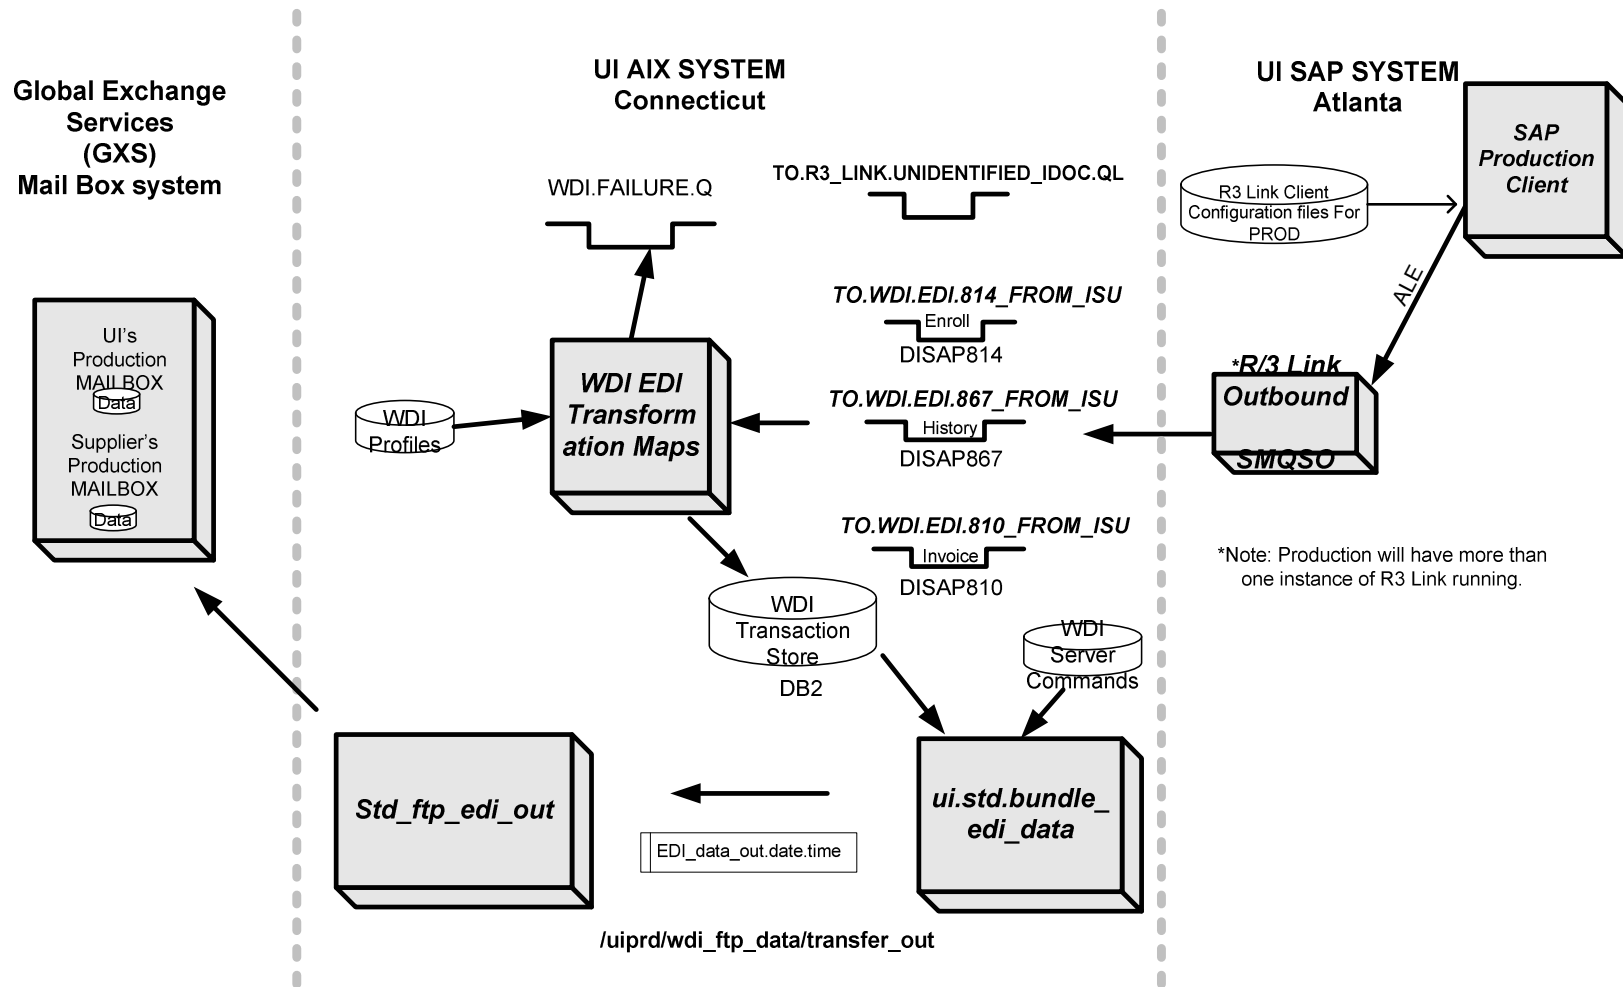 Global Exchange
Services
(GXS)
Mail Box system
UI's
Production
MAILBOX
Data
Supplier's
Production
MAILBOX
Data
UI AIX SYSTEM
Connecticut
WDI.FAILURE.Q
TO.R3_LINK.UNIDENTIFIED_IDOC.QL
TO.WDI.EDI.814_FROM_ISU
Enroll
DISAP814
WDI EDI
Transform
ation Maps
WDI
Profiles
TO.WDI.EDI.867_FROM_ISU
History
DISAP867
TO.WDI.EDI.810_FROM_ISU
Invoice
DISAP810
WDI
Transaction
Store
DB2
WDI
Server
Commands
Std_ftp_edi_out
EDI_data_out.date.time
ui.std.bundle_
edi_data
/uiprd/wdi_ftp_data/transfer_out
UI SAP SYSTEM
Atlanta
SAP
Production
Client
R3 Link Client
Configuration files For
PROD
ALE
*R/3 Link
Outbound
SMQSO
*Note: Production will have more than
one instance of R3 Link running.